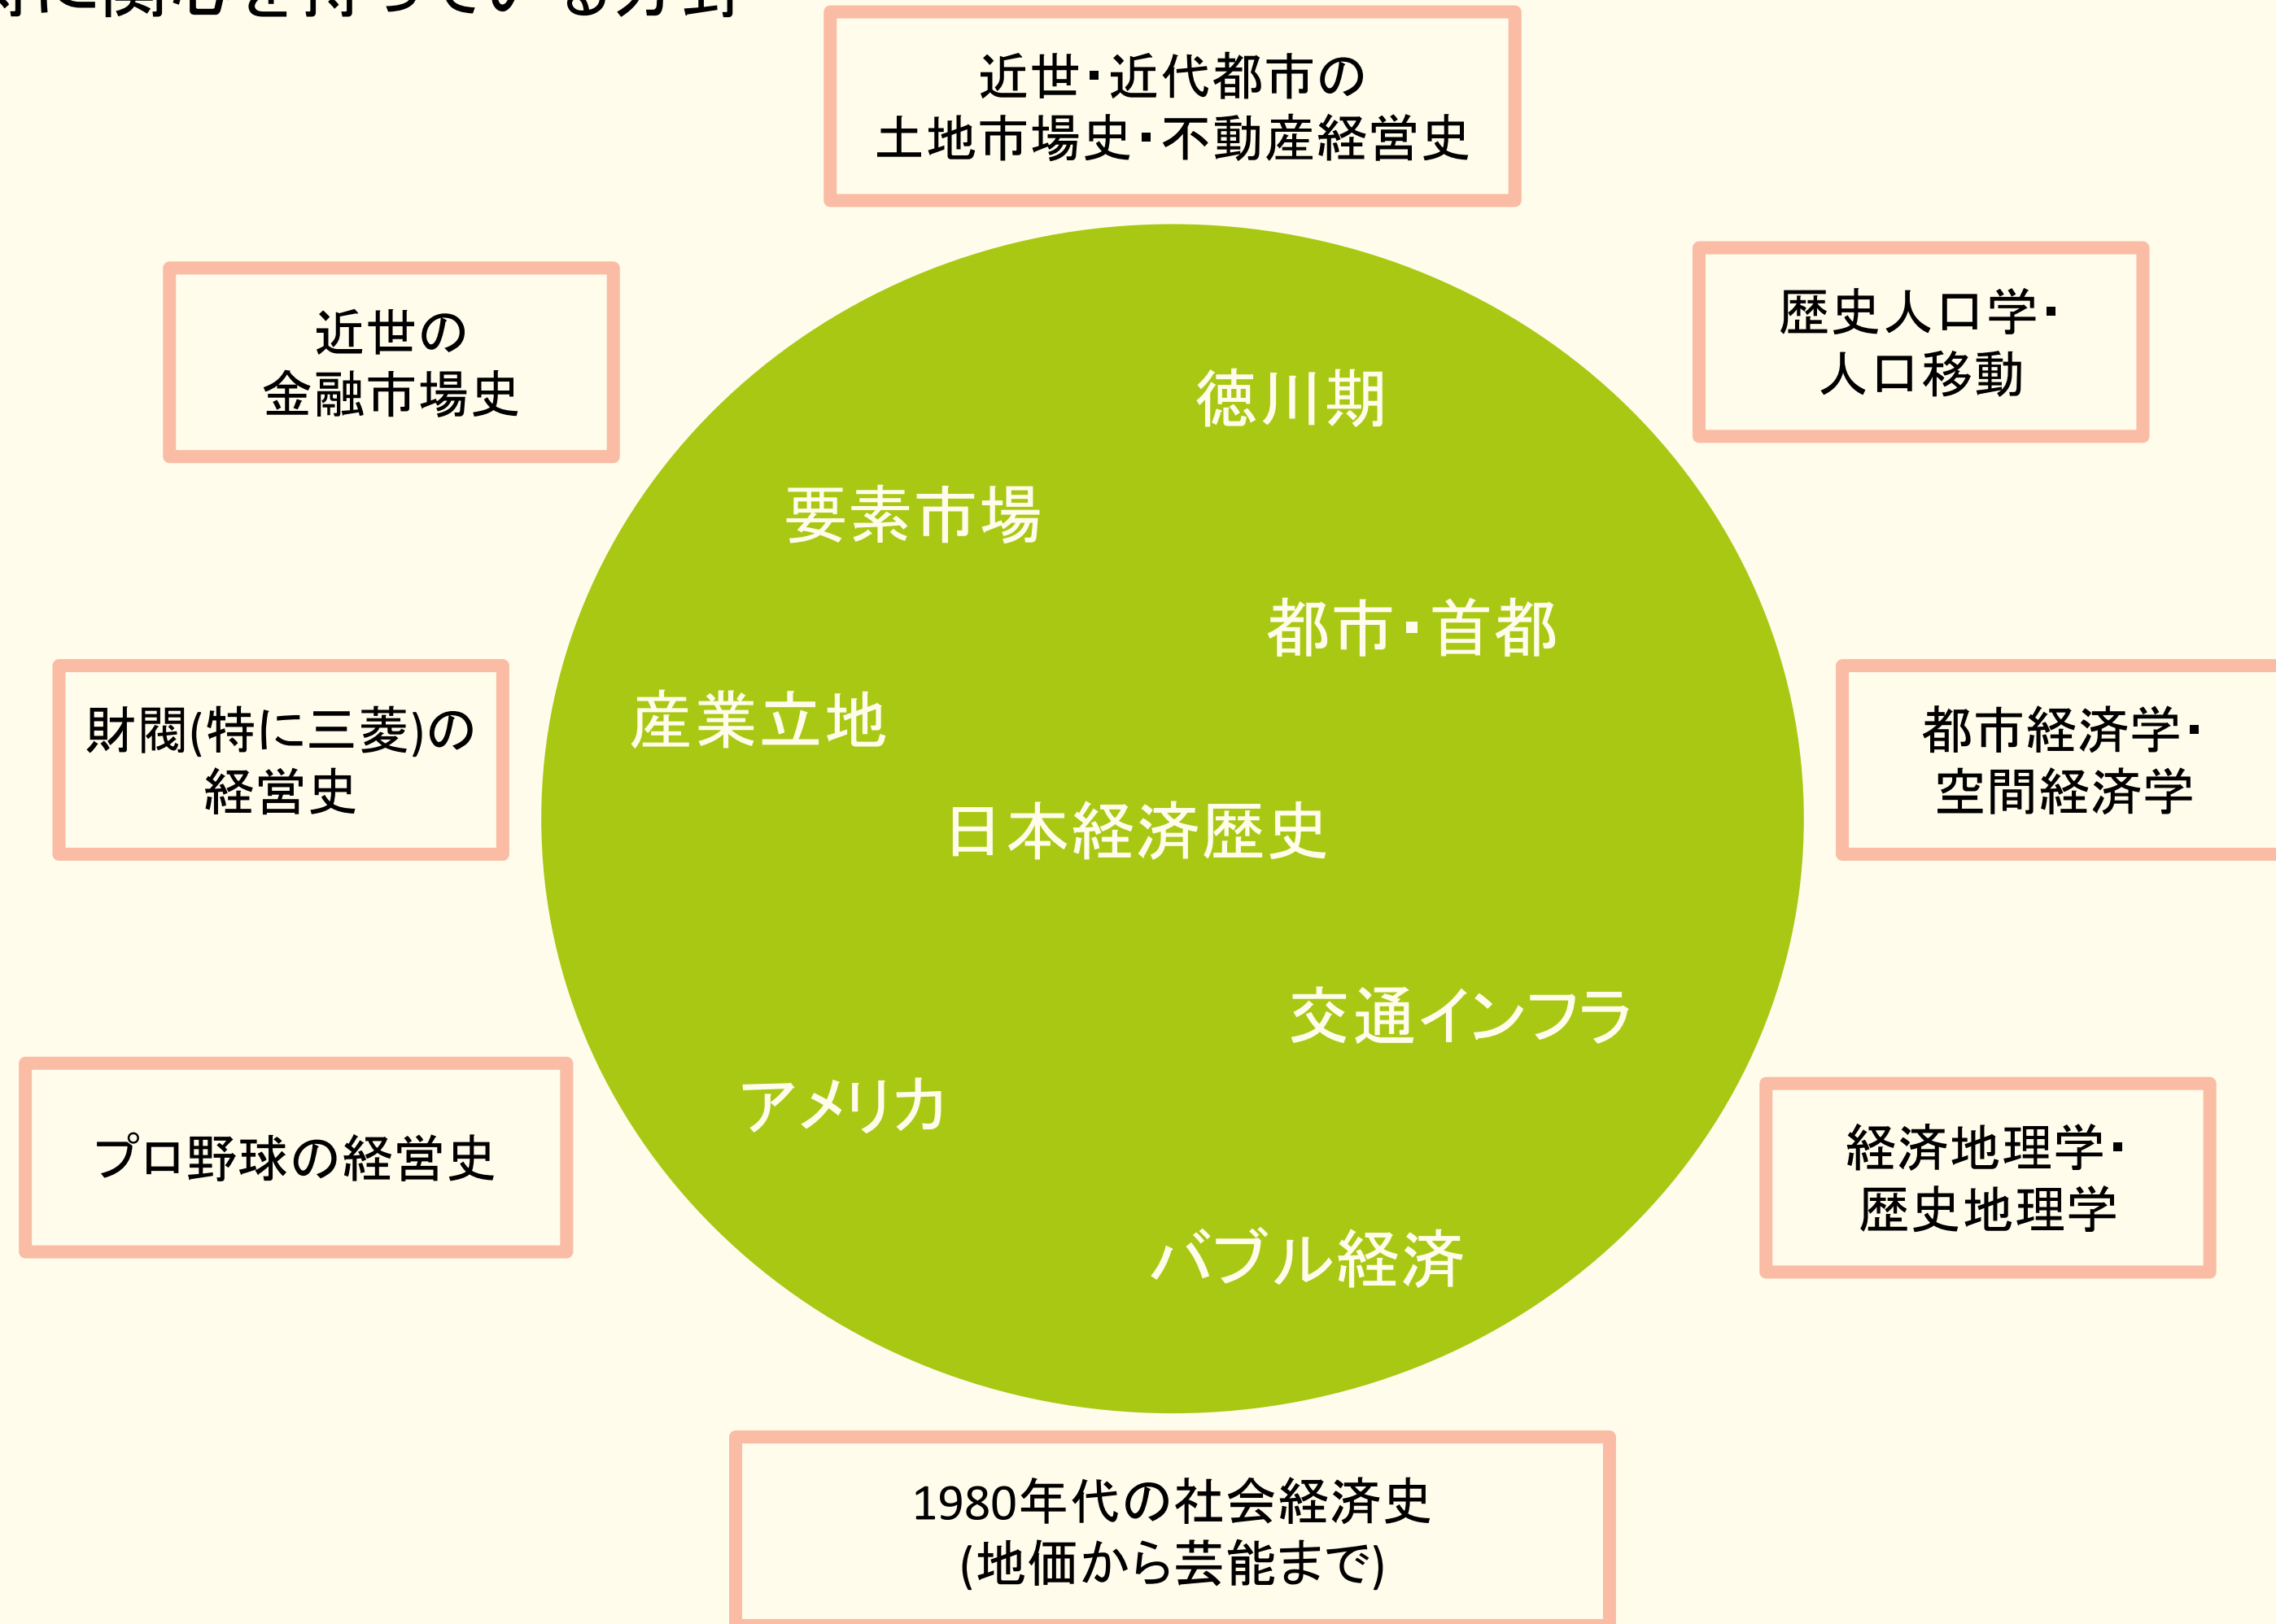 近世・近代都市の
土地市場史・不動産経営史
近世の
金融市場史
歴史人口学・
人口移動
徳川期
要素市場
都市・首都
財閥(特に三菱)の
経営史
産業立地
都市経済学・
空間経済学
日本経済歴史
交通インフラ
アメリカ
プロ野球の経営史
経済地理学・
歴史地理学
バブル経済
1980年代の社会経済史
(地価から芸能まで)